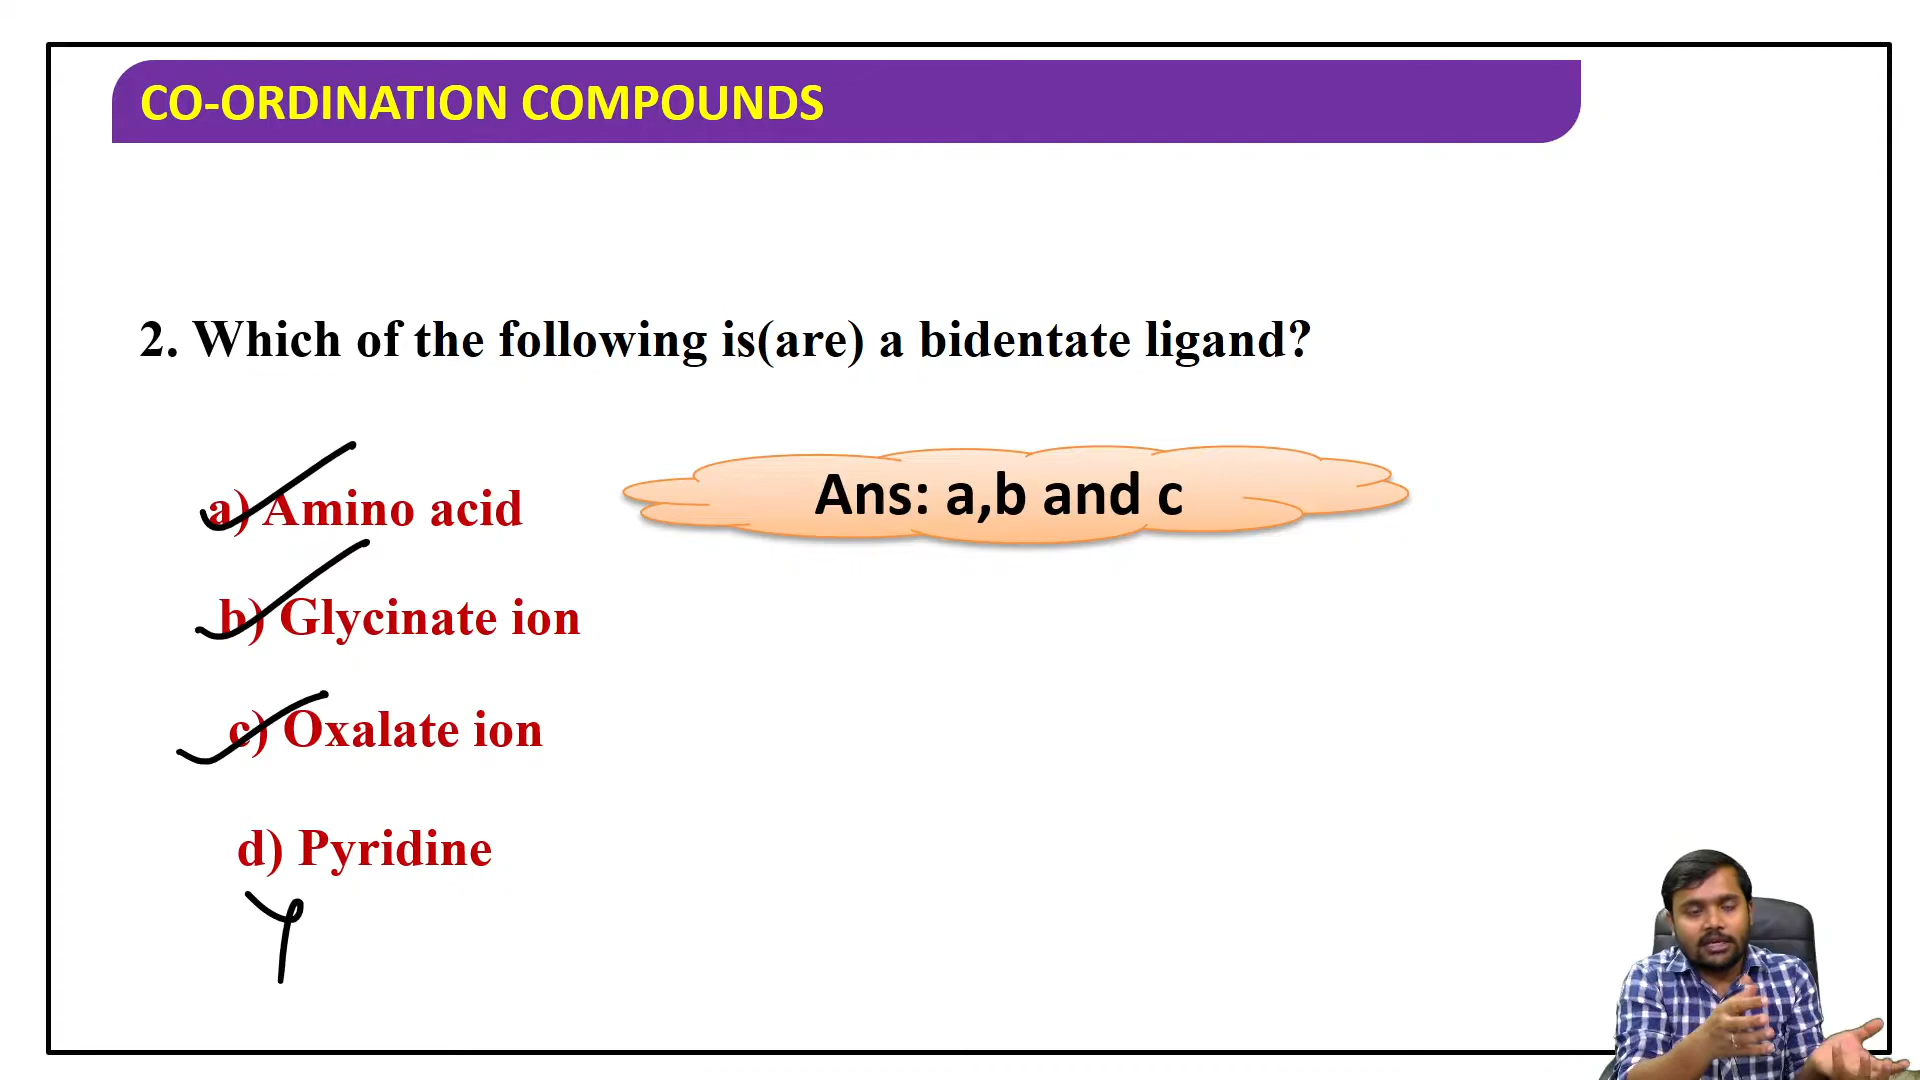 CO-ORDINATION COMPOUNDS
2. Which of the following is(are) a bidentate ligand?
a) Amino acid
Ans: a,b and c
b) Glycinate ion
c) Oxalate ion
d) Pyridine